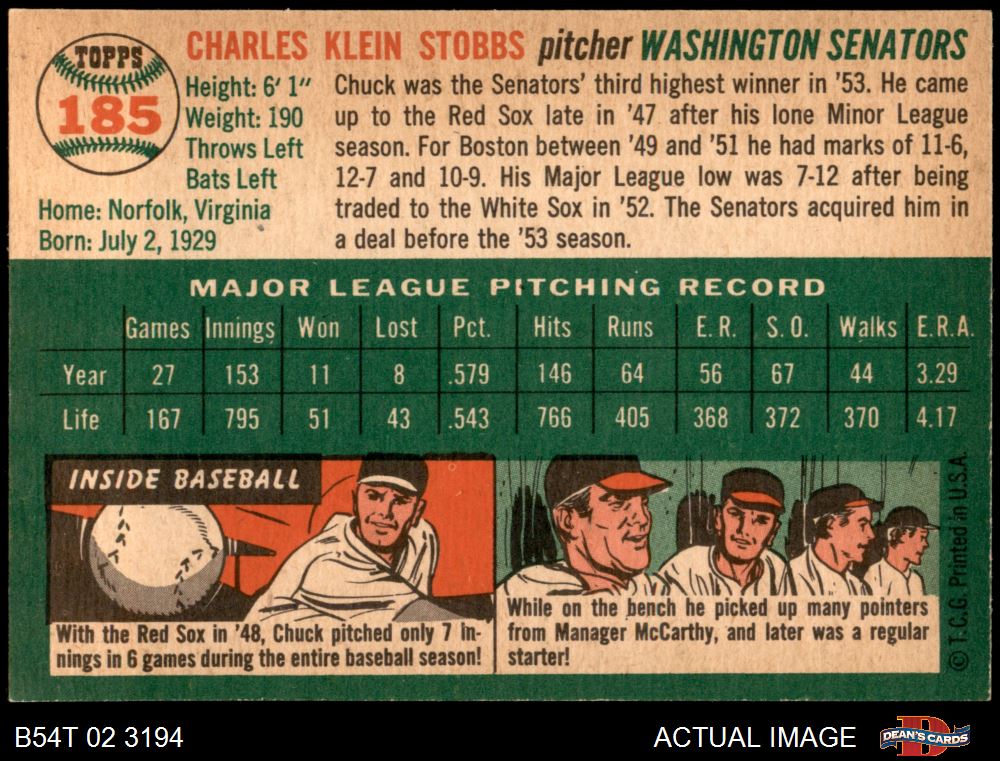 TOPPS
185
CHARLES KLEIN STOBBS pitcher WASHINGTON SENATORS
Height: 6' 1"
Weight: 190
Throws Left
Bats Left
Home: Norfolk, Virginia
Born: July 2, 1929
Chuck was the Senators' third highest winner in '53. He came
up to the Red Sox late in '47 after his lone Minor League
season. For Boston between '49 and '51 he had marks of 11-6,
12-7 and 10-9. His Major League low was 7-12 after being
traded to the White Sox in '52. The Senators acquired him in
a deal before the '53 season.
MAJOR LEAGUE PITCHING RECORD
Games Innings Won Lost Pct. Hits Runs E.R. S.O. Walks E.R.A.
Year 27 153 11 8 .579 146 64 56 67 44 3.29
Life 167 795 51 43 .543 766 405 368 372 370 4.17
INSIDE BASEBALL
With the Red Sox in '48, Chuck pitched only 7 in-
nings in 6 games during the entire baseball season!
While on the bench he picked up many pointers
from Manager McCarthy, and later was a regular
starter!
© T.C.G. Printed in U.S.A.
B54T 02 3194
ACTUAL IMAGE
DEAN'S CARDS